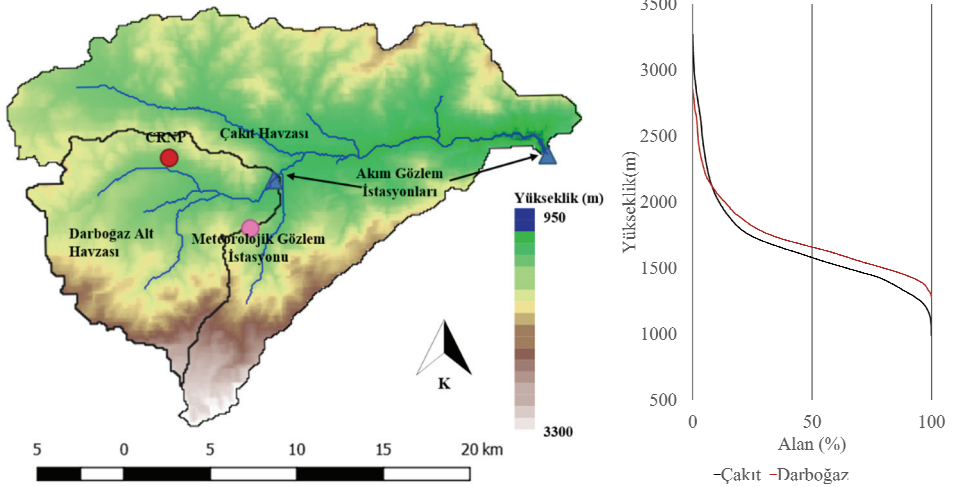 CRNP
Çakıt Havzası
Akım Gözlem
İstasyonları
Darboğaz Alt
Havzası
Meteorolojik Gözlem
İstasyonu
Yükseklik (m)
950
3300
K
5 0 5 10 15 20 km
Yükseklik(m)
3500
3000
2500
2000
1500
1000
500
0 50 100
Alan (%)
Çakıt Darboğaz